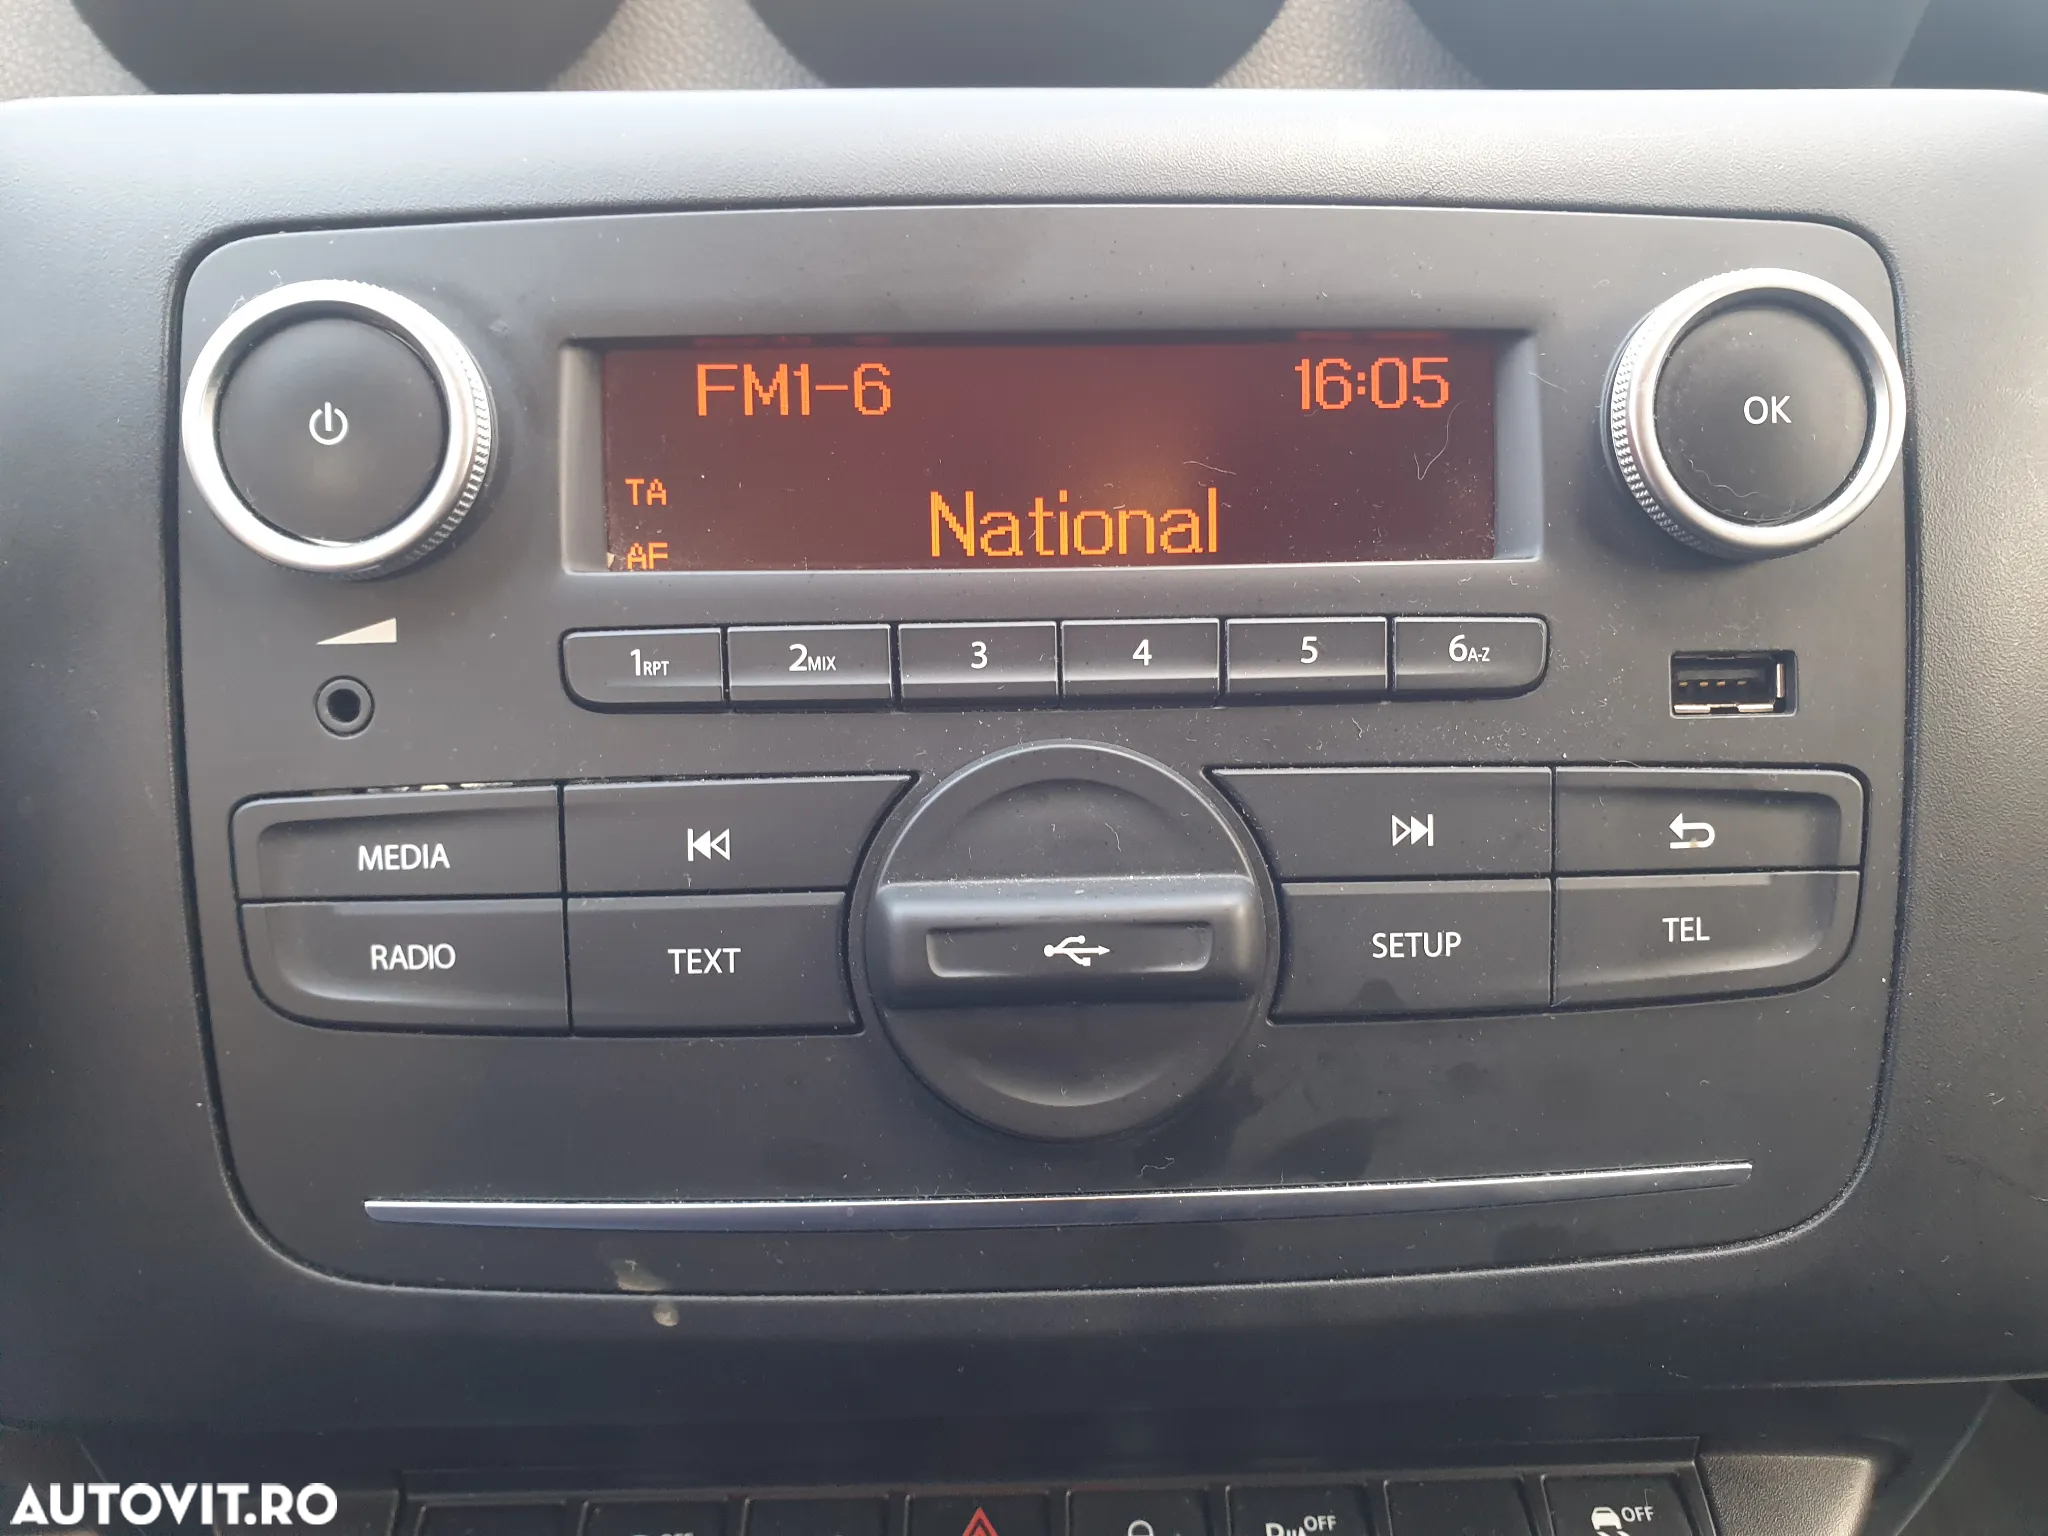 FM1-6 16:05
TA
National
AF
OK
1RPT 2MIX 3 4 5 6A-Z
MEDIA
RADIO TEXT SETUP TEL
OFF OFF
AUTOVIT.RO